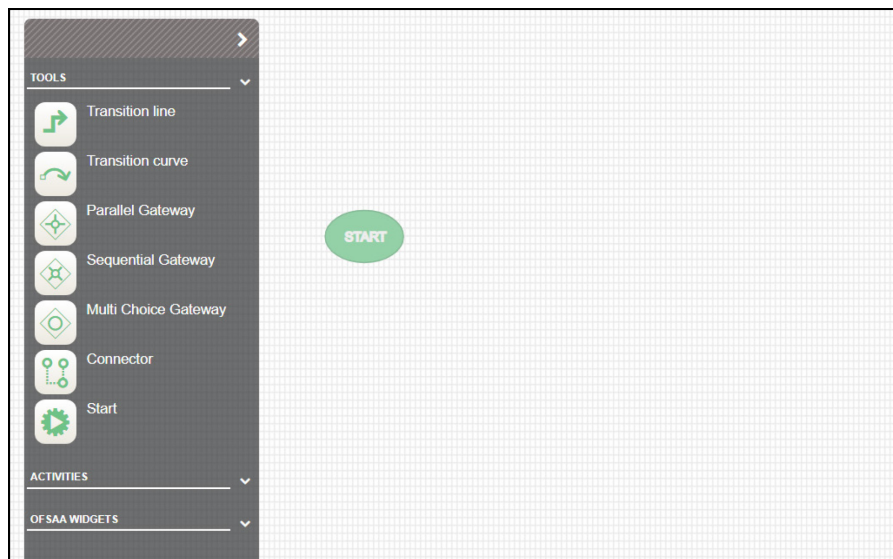 TOOLS
Transition line
Transition curve
Parallel Gateway
Sequential Gateway
Multi Choice Gateway
Connector
Start
ACTIVITIES
OFSAA WIDGETS
START